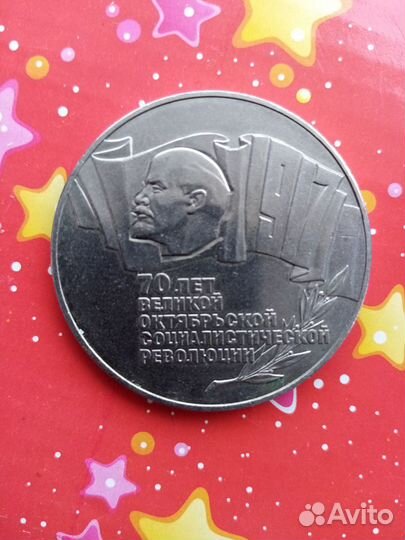 1917
70 ЛЕТ
ВЕЛИКОЙ
ОКТЯБРЬСКОЙ
СОЦИАЛИСТИЧЕСКОЙ
РЕВОЛЮЦИИ
Avito